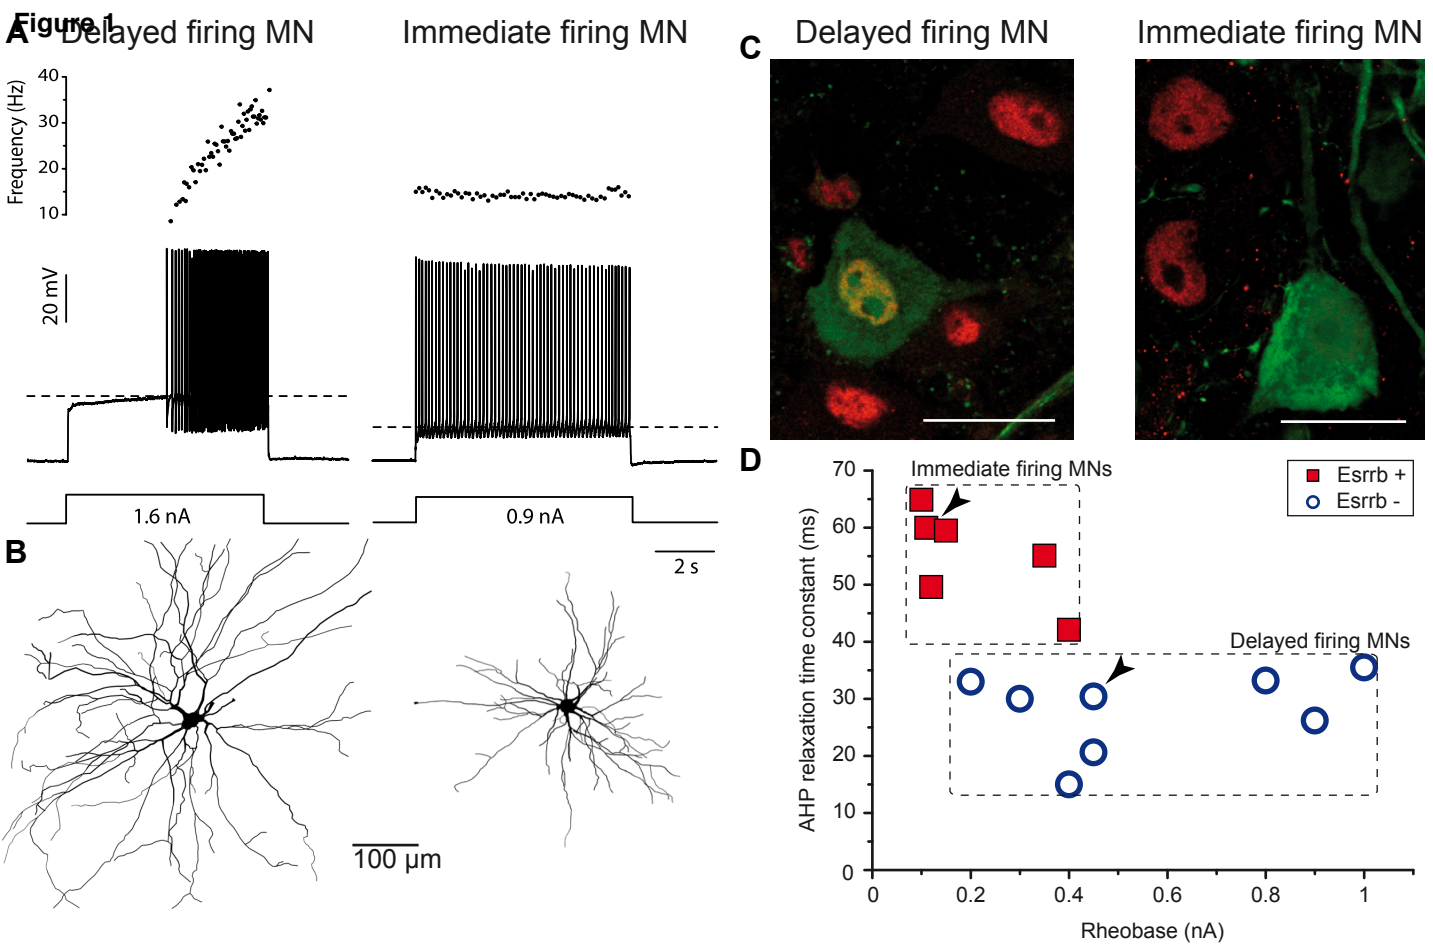 Figure 1
A
Delayed firing MN
Immediate firing MN
Frequency (Hz)
40
30
20
10
20 mV
1.6 nA
0.9 nA
2 s
B
100 µm
C
Delayed firing MN
Immediate firing MN
D
Immediate firing MNs
Esrrb +
Esrrb -
Delayed firing MNs
AHP relaxation time constant (ms)
70
60
50
40
30
20
10
0
0 0.2 0.4 0.6 0.8 1
Rheobase (nA)